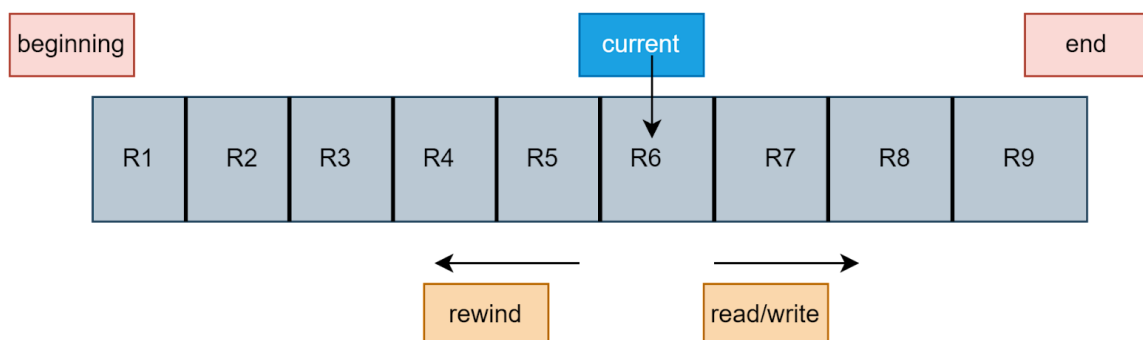 beginning
current
end
R1
R2
R3
R4
R5
R6
R7
R8
R9
rewind
read/write